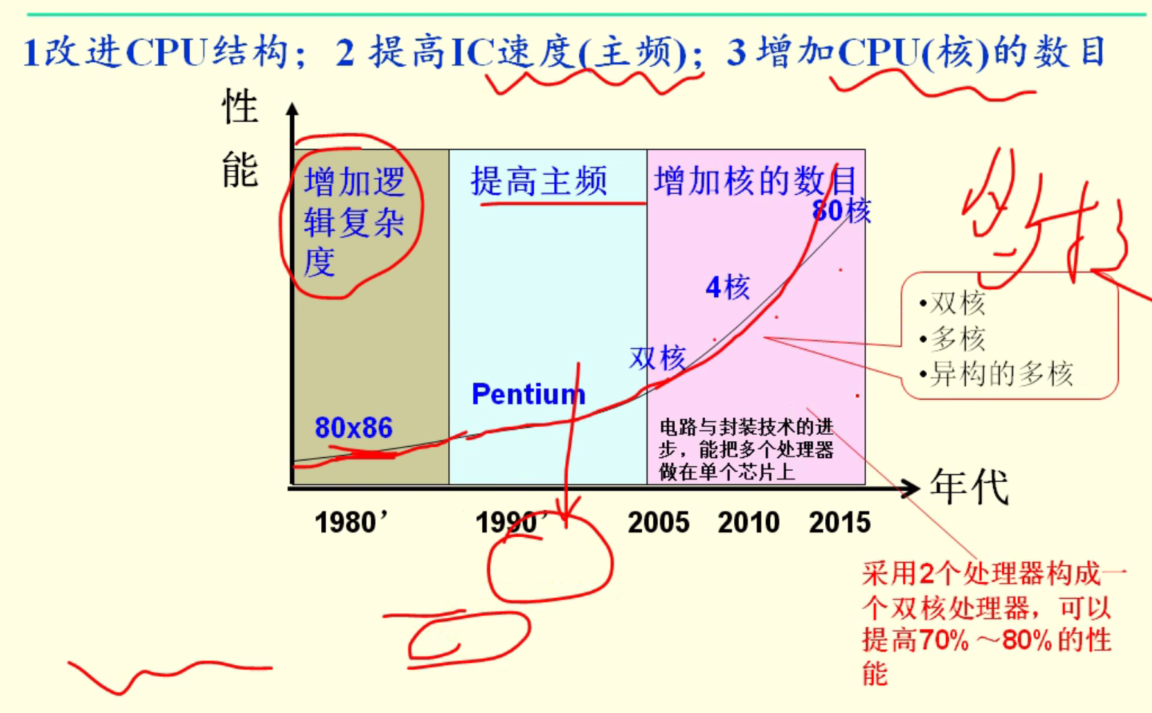 1改进CPU结构；2 提高IC速度(主频)；3 增加CPU(核)的数目
性
能
增加逻
辑复杂
度
提高主频
增加核的数目
80核
4核
双核
Pentium
80x86
电路与封装技术的进
步，能把多个处理器
做在单个芯片上
•双核
•多核
•异构的多核
年代
1980’
1990’
2005
2010
2015
采用2个处理器构成一
个双核处理器，可以
提高70%～80%的性
能